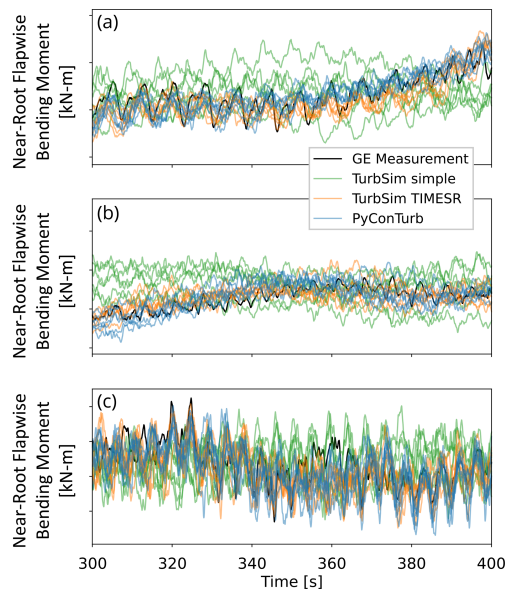 (a)
Near-Root Flapwise
Bending Moment
[kN-m]
GE Measurement
TurbSim simple
TurbSim TIMESR
PyConTurb
(b)
Near-Root Flapwise
Bending Moment
[kN-m]
(c)
Near-Root Flapwise
Bending Moment
[kN-m]
300 320 340 360 380 400
Time [s]